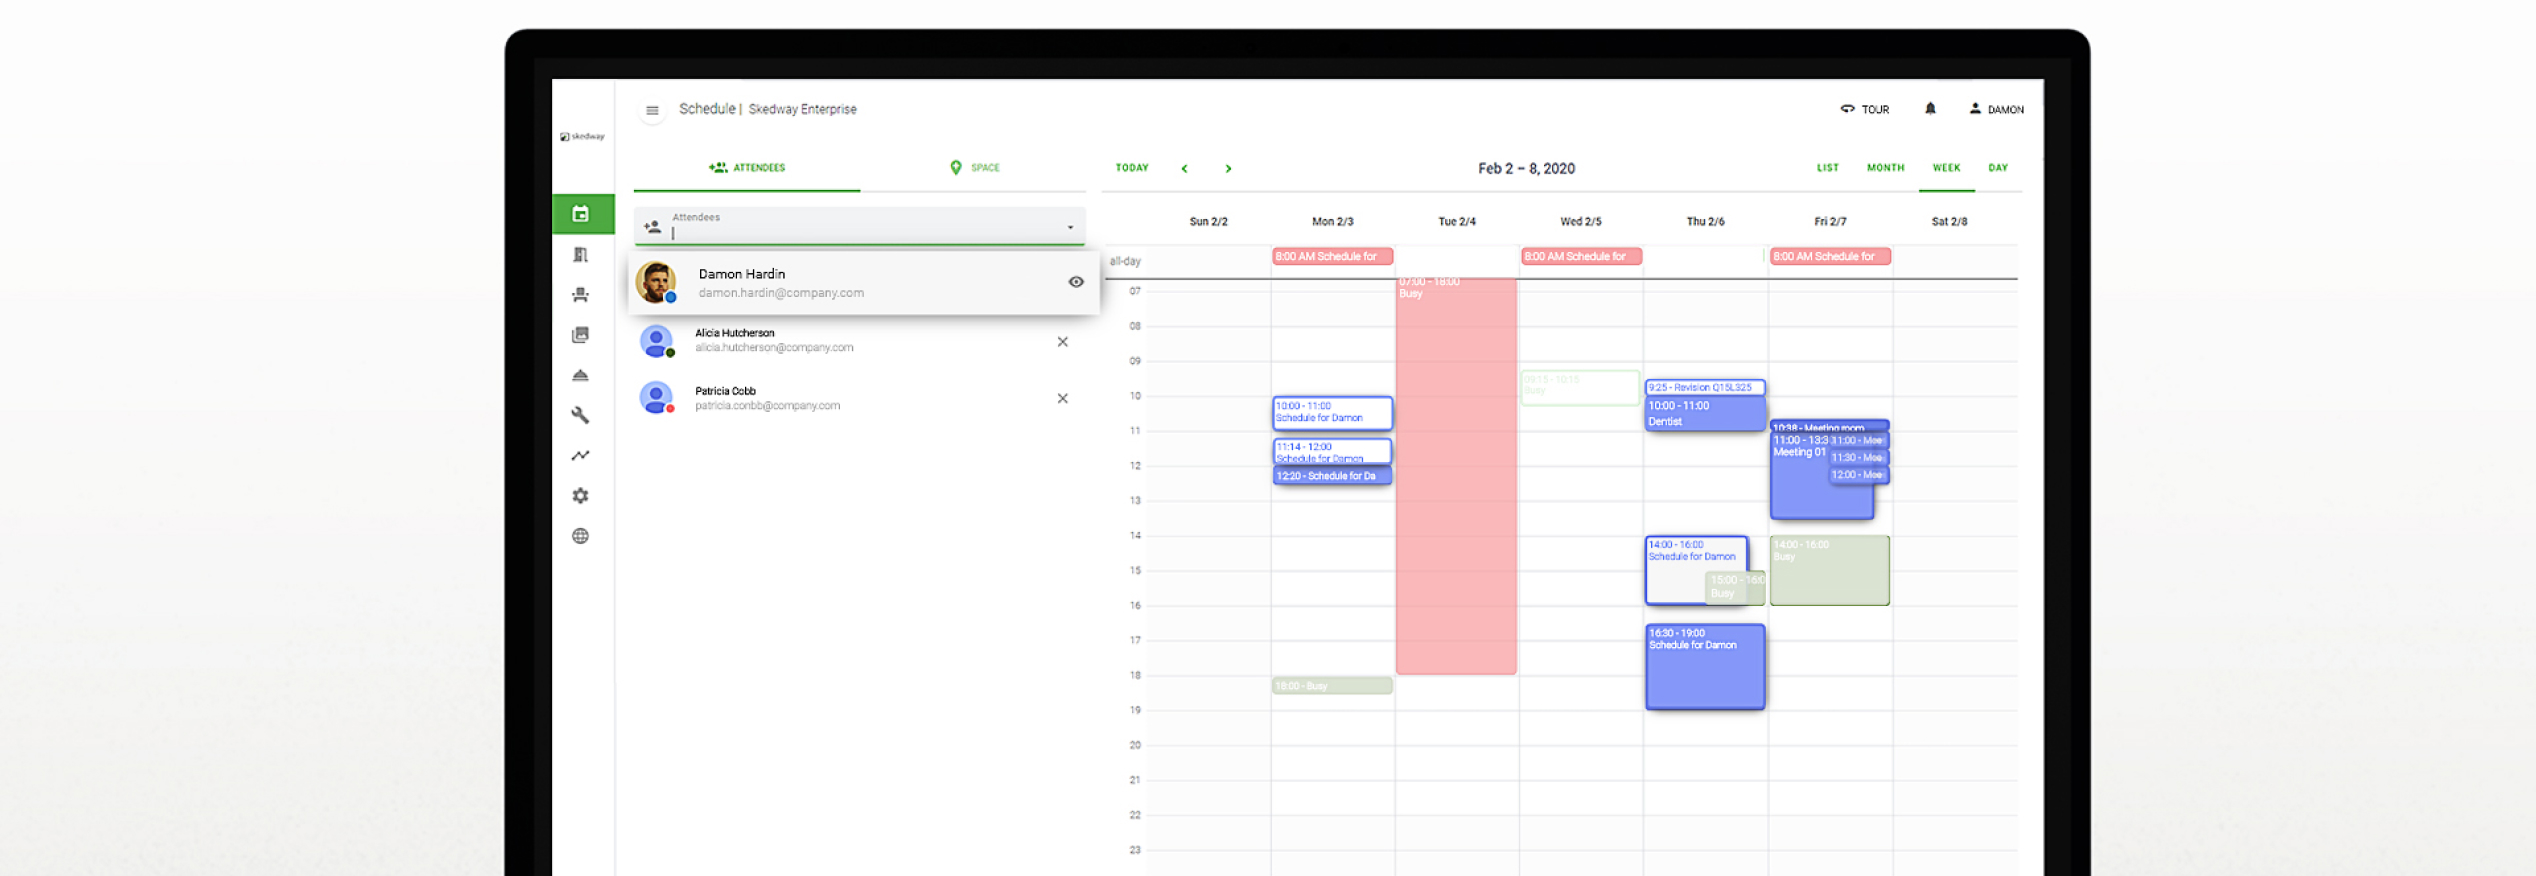 Schedule | Skedway Enterprise
TOUR
DAMON
skedway
ATTENDEES
SPACE
TODAY
Feb 2 – 8, 2020
LIST
MONTH
WEEK
DAY
Attendees
Damon Hardin
damon.hardin@company.com
Alicia Hutcherson
alicia.hutcherson@company.com
Patricia Cobb
patricia.conbb@company.com
Sun 2/2
Mon 2/3
Tue 2/4
Wed 2/5
Thu 2/6
Fri 2/7
Sat 2/8
all-day
8:00 AM Schedule for
8:00 AM Schedule for
8:00 AM Schedule for
07
08
09
10
11
12
13
14
15
16
17
18
19
20
21
22
23
10:00 - 11:00
Schedule for Damon
11:14 - 12:00
Schedule for Damon
12:20 - Schedule for Da
18:00 - Busy
07:00 - 18:00
Busy
09:15 - 10:15
Busy
9:25 - Revision Q15L325
10:00 - 11:00
Dentist
14:00 - 16:00
Schedule for Damon
15:00 - 16:0
Busy
16:30 - 19:00
Schedule for Damon
10:38 - Meeting room
11:00 - 13:3
Meeting 01
11:00 - Mee
11:30 - Mee
12:00 - Mee
14:00 - 16:00
Busy